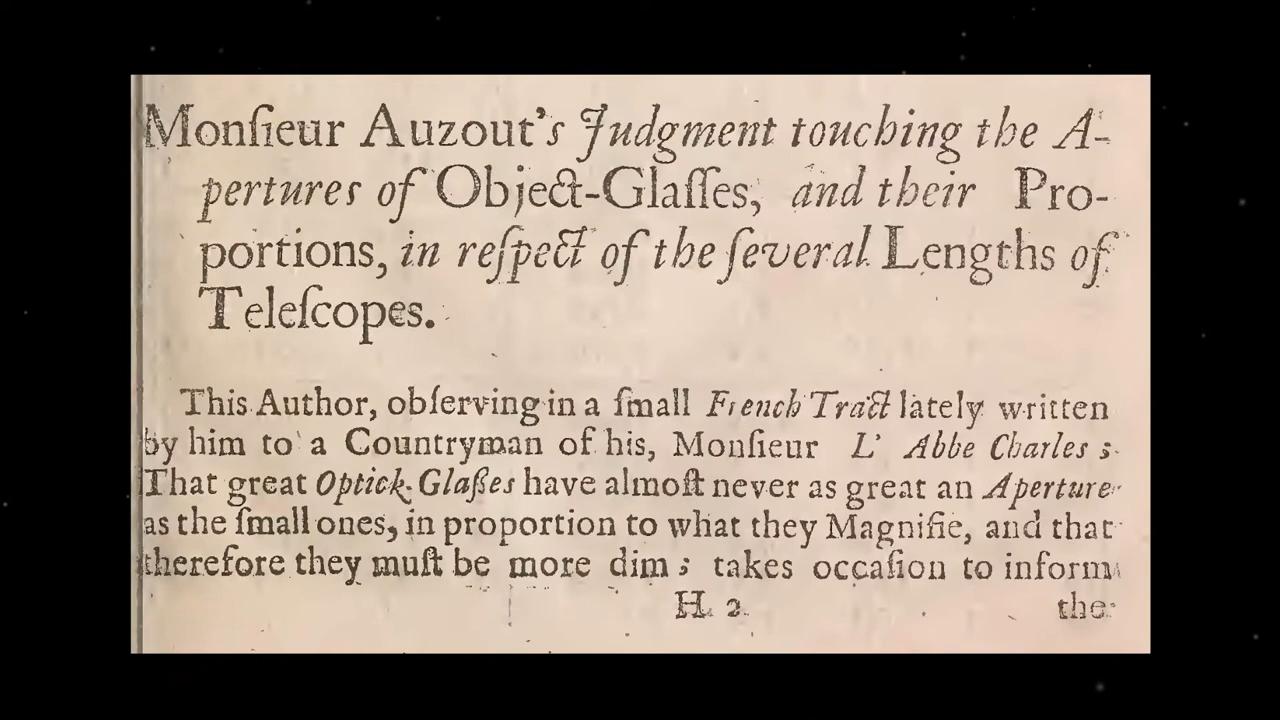 Monſieur Auzout's Judgment touching the A-
pertures of Object-Glaſſes, and their Pro-
portions, in reſpect of the ſeveral Lengths of
Teleſcopes.
This Author, obſerving in a ſmall French Tract lately written
by him to a Countryman of his, Monſieur L' Abbe Charles;
That great Optick-Glaßes have almoſt never as great an Aperture
as the ſmall ones, in proportion to what they Magnifie, and that
therefore they muſt be more dim; takes occaſion to inform
H 2 the